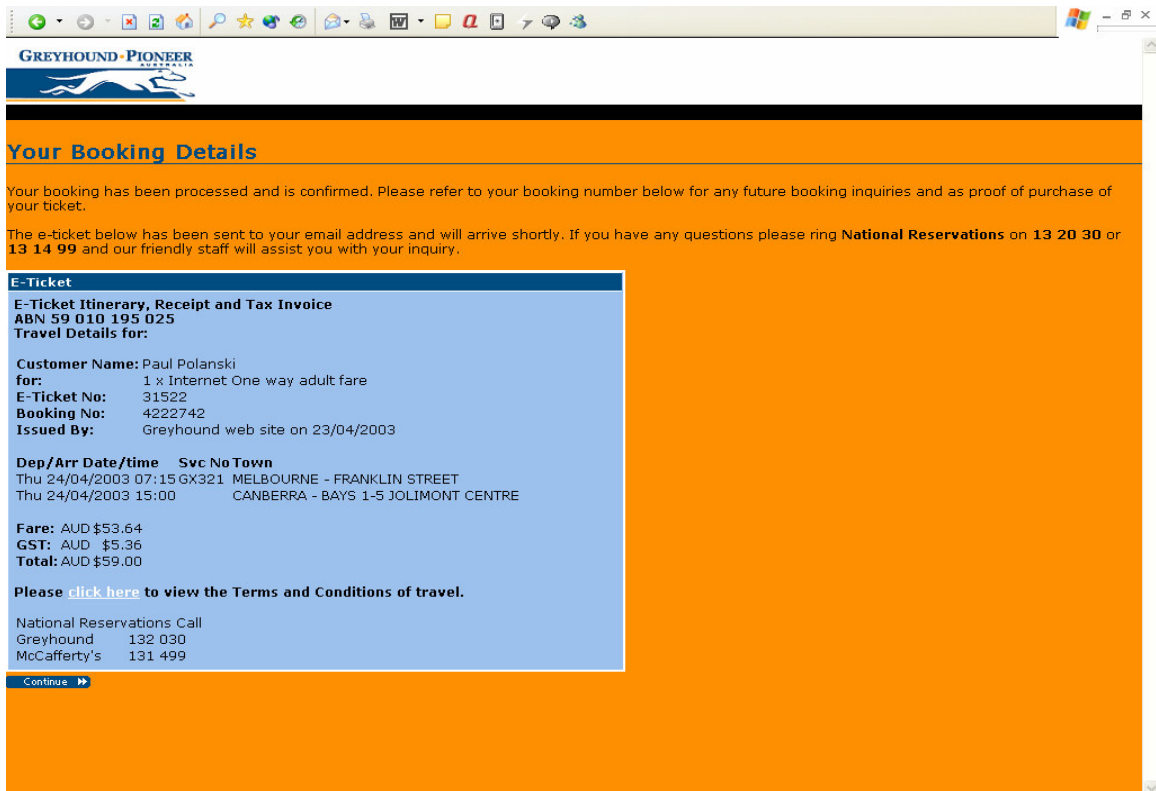 GREYHOUND•PIONEER
AUSTRALIA
Your Booking Details
Your booking has been processed and is confirmed. Please refer to your booking number below for any future booking inquiries and as proof of purchase of
your ticket.
The e-ticket below has been sent to your email address and will arrive shortly. If you have any questions please ring National Reservations on 13 20 30 or
13 14 99 and our friendly staff will assist you with your inquiry.
E-Ticket
E-Ticket Itinerary, Receipt and Tax Invoice
ABN 59 010 195 025
Travel Details for:
Customer Name: Paul Polanski
for: 1 x Internet One way adult fare
E-Ticket No: 31522
Booking No: 4222742
Issued By: Greyhound web site on 23/04/2003
Dep/Arr Date/time Svc No Town
Thu 24/04/2003 07:15 GX321 MELBOURNE - FRANKLIN STREET
Thu 24/04/2003 15:00 CANBERRA - BAYS 1-5 JOLIMONT CENTRE
Fare: AUD $53.64
GST: AUD $5.36
Total: AUD $59.00
Please click here to view the Terms and Conditions of travel.
National Reservations Call
Greyhound 132 030
McCafferty's 131 499
Continue